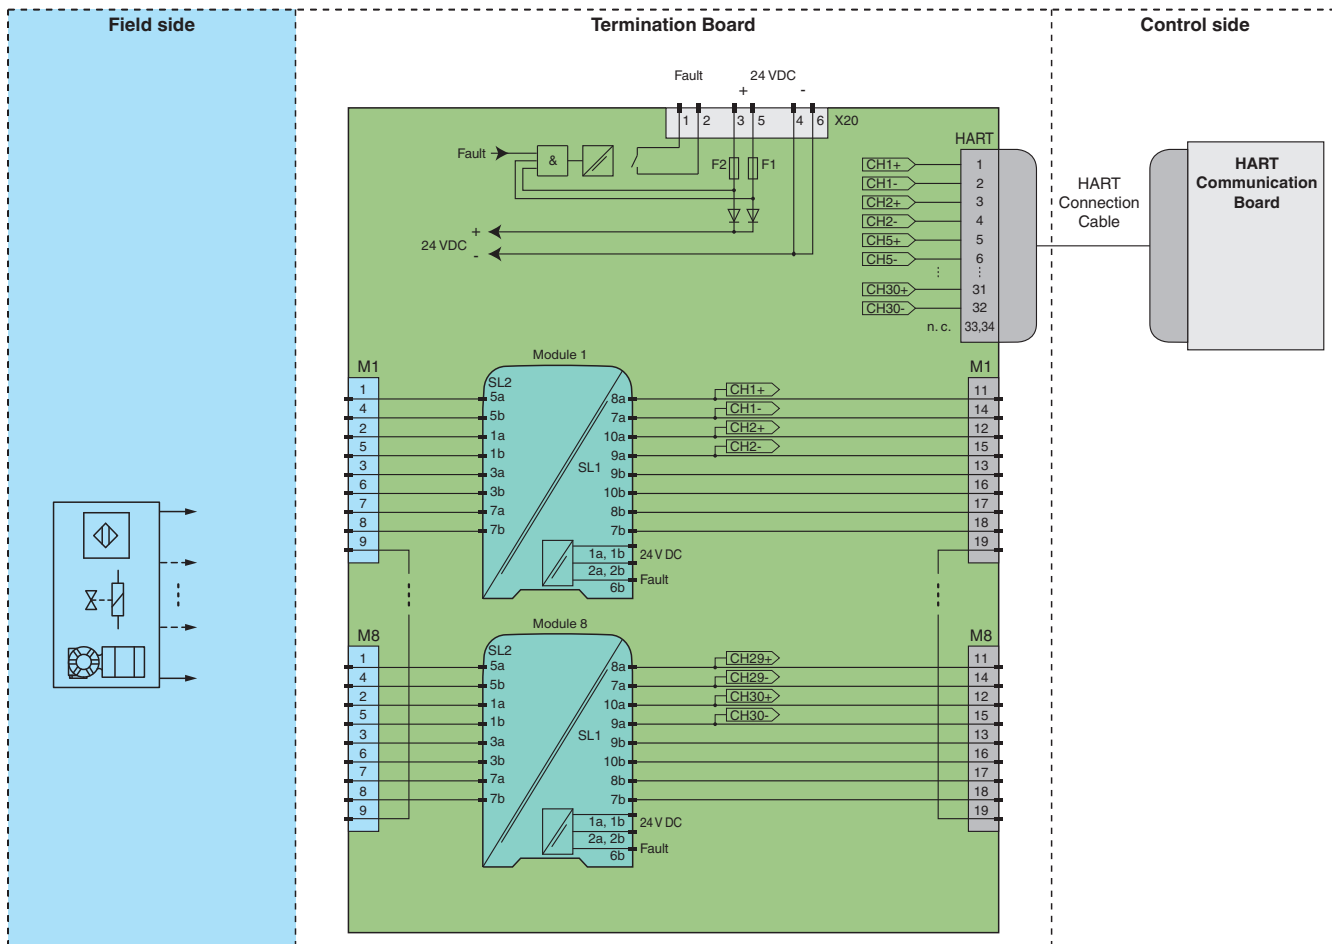 Field side
Termination Board
Control side
Fault 24 VDC
+ -
1 2 3 5 4 6 X20
Fault & F2 F1
+
24 VDC
-
HART
CH1+ 1
CH1- 2
CH2+ 3
CH2- 4
CH5+ 5
CH5- 6
CH30+ 31
CH30- 32
n. c. 33,34
HART
Connection
Cable
HART
Communication
Board
M1 Module 1 M1
SL2
1 5a 8a CH1+ 11
4 5b 7a CH1- 14
2 1a 10a CH2+ 12
5 1b 9a CH2- 15
SL1
3 3a 9b 13
6 3b 10b 16
7 7a 8b 17
8 7b 7b 18
9 19
1a, 1b 24 V DC
2a, 2b
Fault
6b
M8 Module 8 M8
SL2
1 5a 8a CH29+ 11
4 5b 7a CH29- 14
2 1a 10a CH30+ 12
5 1b 9a CH30- 15
SL1
3 3a 9b 13
6 3b 10b 16
7 7a 8b 17
8 7b 7b 18
9 19
1a, 1b 24 V DC
2a, 2b
Fault
6b